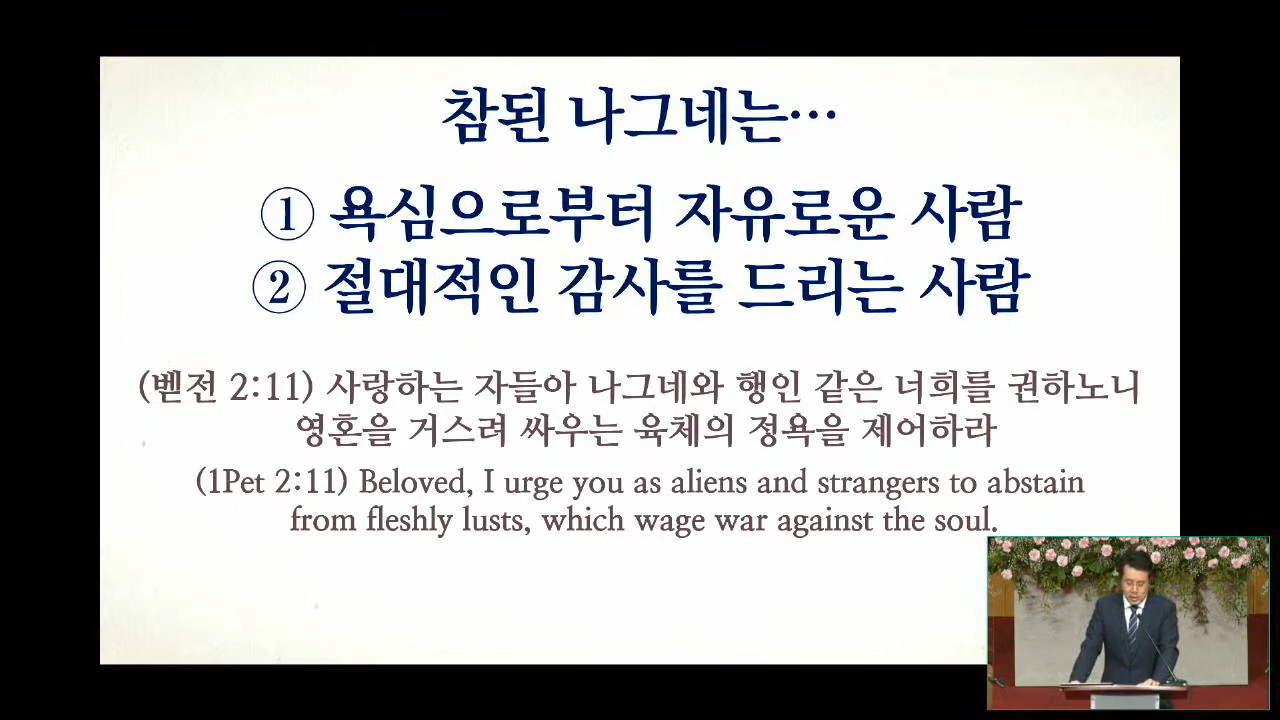 참된 나그네는…
① 욕심으로부터 자유로운 사람
② 절대적인 감사를 드리는 사람
(벧전 2:11) 사랑하는 자들아 나그네와 행인 같은 너희를 권하노니
영혼을 거스려 싸우는 육체의 정욕을 제어하라
(1Pet 2:11) Beloved, I urge you as aliens and strangers to abstain
from fleshly lusts, which wage war against the soul.